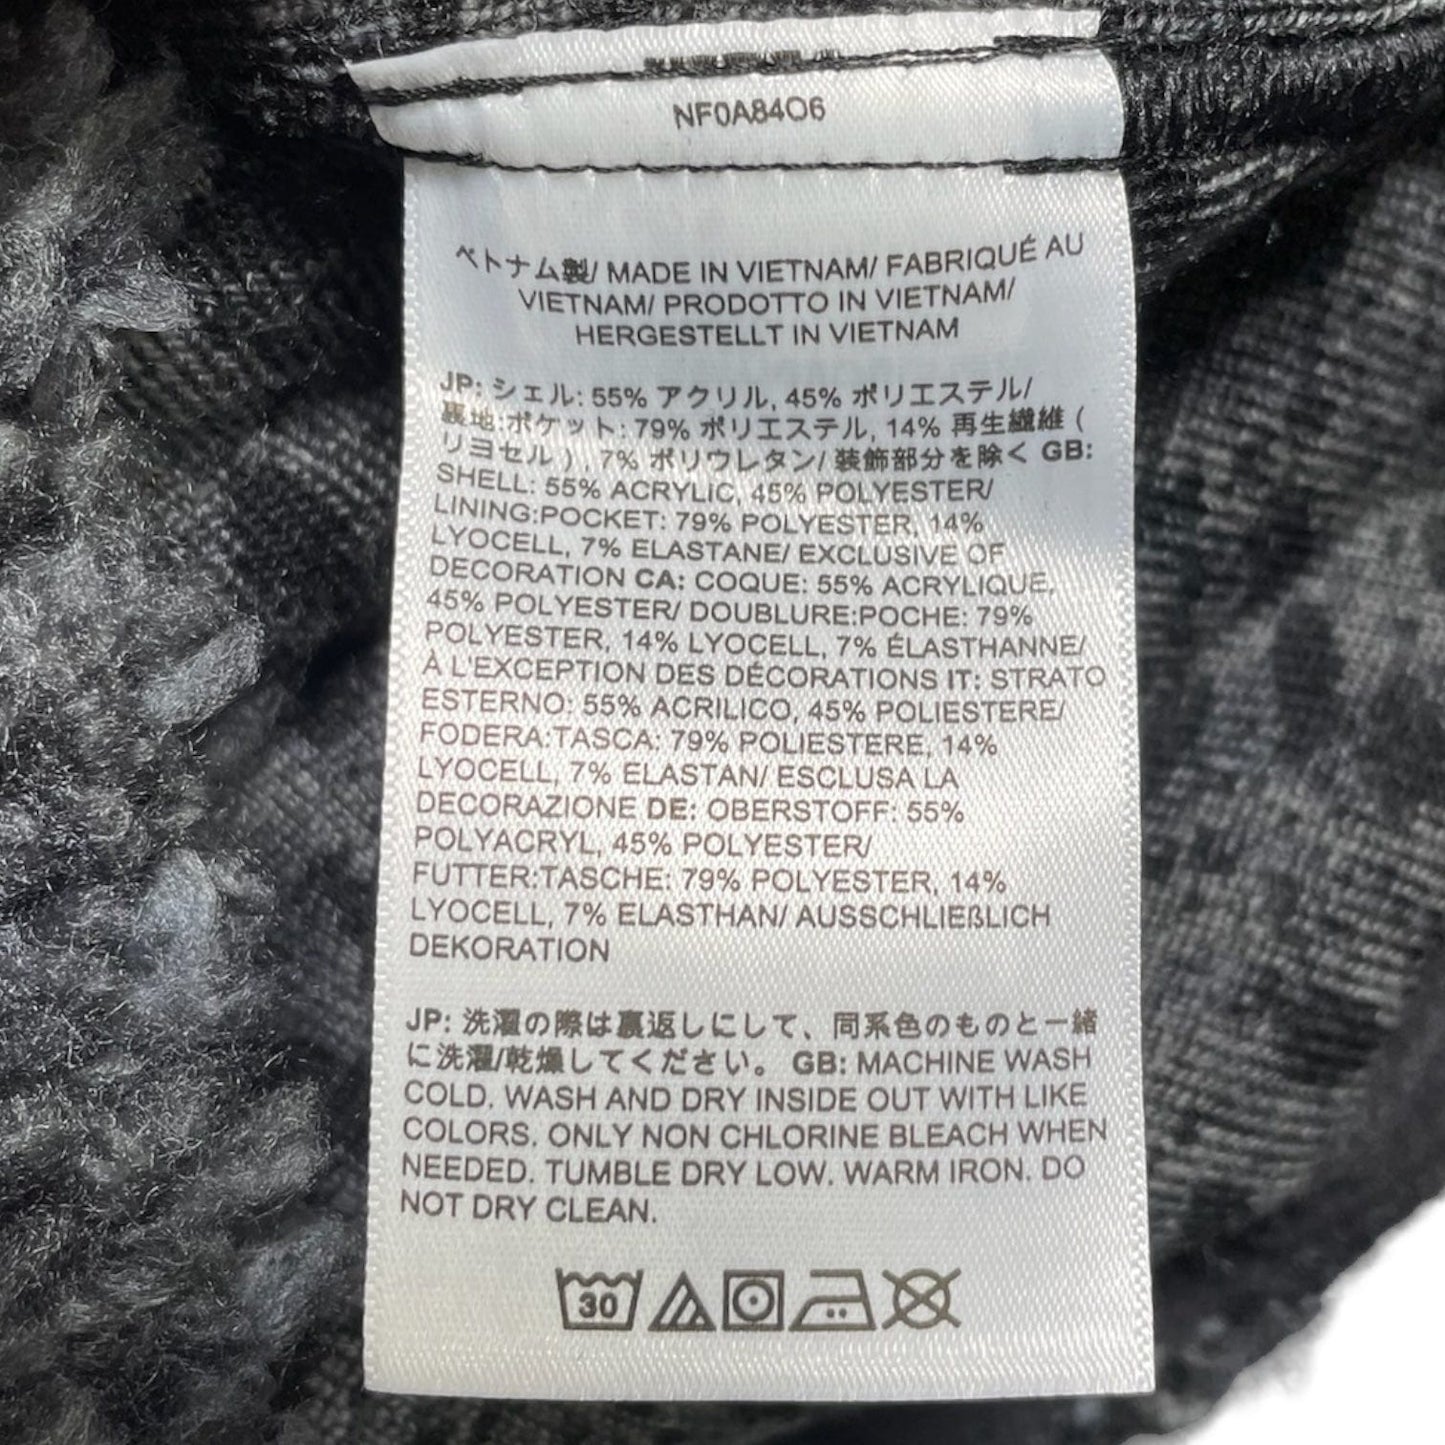 NF0A84O6
ベトナム製/ MADE IN VIETNAM/ FABRIQUÉ AU
VIETNAM/ PRODOTTO IN VIETNAM/
HERGESTELLT IN VIETNAM
JP: シェル: 55% アクリル, 45% ポリエステル/
裏地:ポケット: 79% ポリエステル, 14% 再生繊維 (
リヨセル ), 7% ポリウレタン/ 装飾部分を除く GB:
SHELL: 55% ACRYLIC, 45% POLYESTER/
LINING:POCKET: 79% POLYESTER, 14%
LYOCELL, 7% ELASTANE/ EXCLUSIVE OF
DECORATION CA: COQUE: 55% ACRYLIQUE,
45% POLYESTER/ DOUBLURE:POCHE: 79%
POLYESTER, 14% LYOCELL, 7% ÉLASTHANNE/
À L'EXCEPTION DES DÉCORATIONS IT: STRATO
ESTERNO: 55% ACRILICO, 45% POLIESTERE/
FODERA:TASCA: 79% POLIESTERE, 14%
LYOCELL, 7% ELASTAN/ ESCLUSA LA
DECORAZIONE DE: OBERSTOFF: 55%
POLYACRYL, 45% POLYESTER/
FUTTER:TASCHE: 79% POLYESTER, 14%
LYOCELL, 7% ELASTHAN/ AUSSCHLIEßLICH
DEKORATION
JP: 洗濯の際は裏返しにして、同系色のものと一緒
に洗濯/乾燥してください。 GB: MACHINE WASH
COLD. WASH AND DRY INSIDE OUT WITH LIKE
COLORS. ONLY NON CHLORINE BLEACH WHEN
NEEDED. TUMBLE DRY LOW. WARM IRON. DO
NOT DRY CLEAN.
30